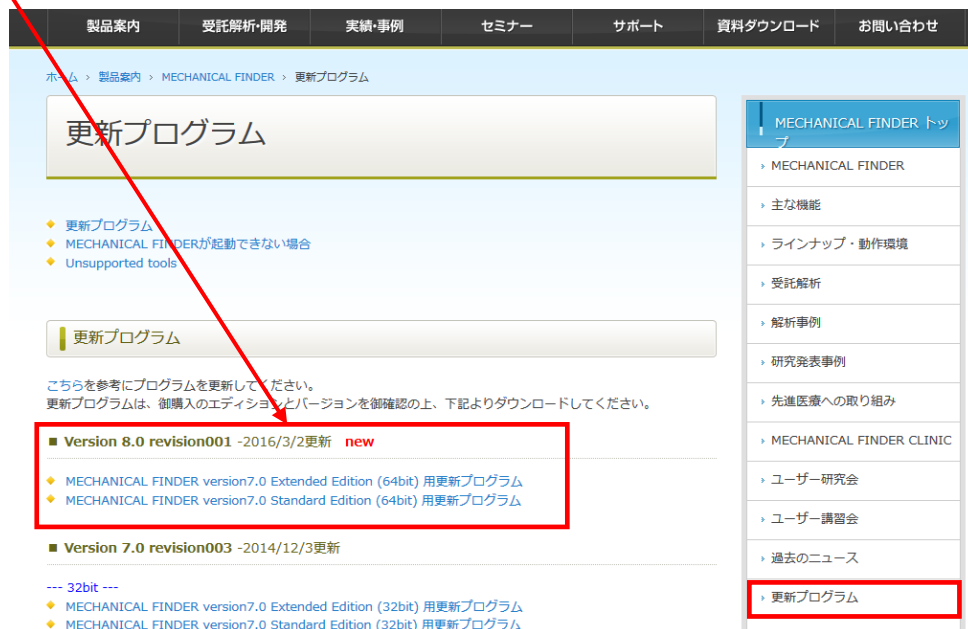 製品案内 受託解析・開発 実績・事例 セミナー サポート 資料ダウンロード お問い合わせ
ホーム › 製品案内 › MECHANICAL FINDER › 更新プログラム
更新プログラム
更新プログラム
MECHANICAL FINDERが起動できない場合
Unsupported tools
更新プログラム
こちらを参考にプログラムを更新してください。
更新プログラムは、御購入のエディションとバージョンを御確認の上、下記よりダウンロードしてください。
■ Version 8.0 revision001 -2016/3/2更新 new
MECHANICAL FINDER version7.0 Extended Edition (64bit) 用更新プログラム
MECHANICAL FINDER version7.0 Standard Edition (64bit) 用更新プログラム
■ Version 7.0 revision003 -2014/12/3更新
--- 32bit ---
MECHANICAL FINDER version7.0 Extended Edition (32bit) 用更新プログラム
MECHANICAL FINDER version7.0 Standard Edition (32bit) 用更新プログラム
MECHANICAL FINDER トッ
プ
› MECHANICAL FINDER
› 主な機能
› ラインナップ・動作環境
› 受託解析
› 解析事例
› 研究発表事例
› 先進医療への取り組み
› MECHANICAL FINDER CLINIC
› ユーザー研究会
› ユーザー講習会
› 過去のニュース
› 更新プログラム